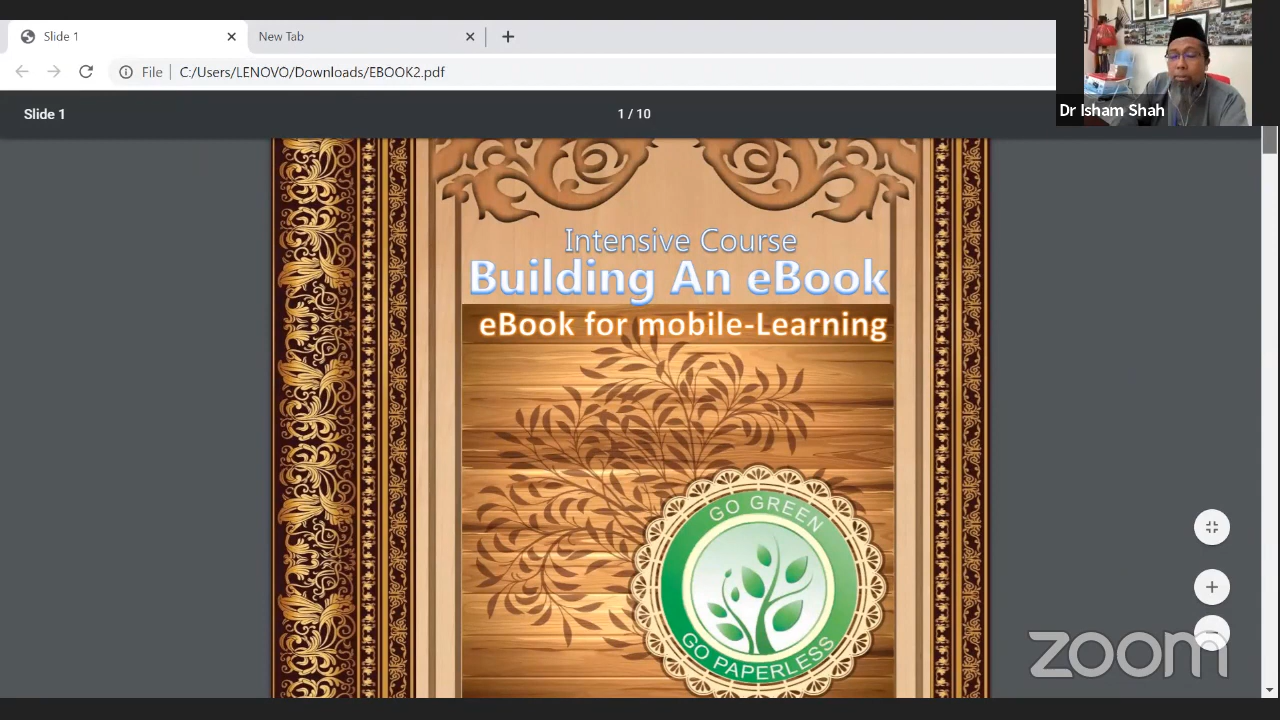 Slide 1
New Tab
File
C:/Users/LENOVO/Downloads/EBOOK2.pdf
Dr Isham Shah
Slide 1
1 / 10
Intensive Course
Building An eBook
eBook for mobile-Learning
GO GREEN
GO PAPERLESS
zoom